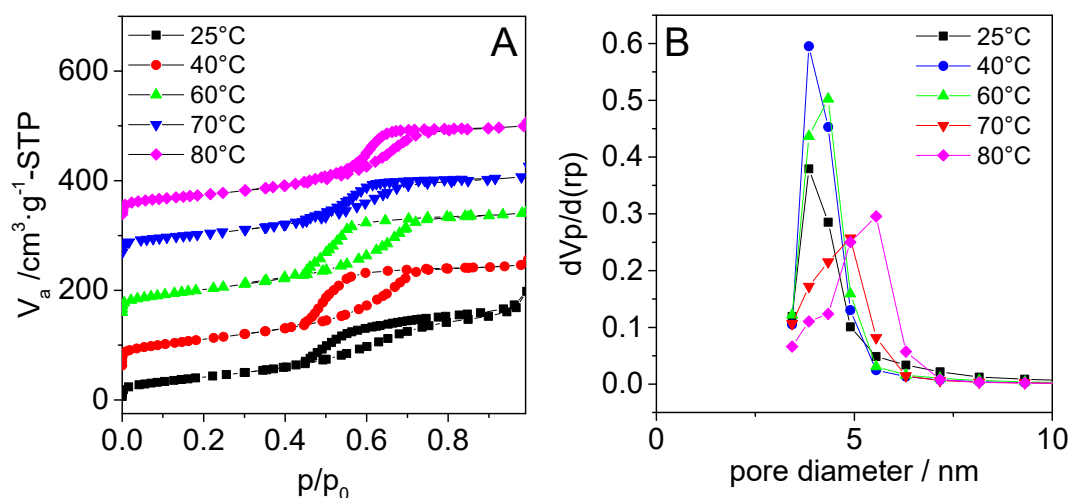 A
25°C
40°C
60°C
70°C
80°C
600
400
200
0
V a /cm³·g⁻¹-STP
0.0 0.2 0.4 0.6 0.8
p/p₀
B
25°C
40°C
60°C
70°C
80°C
0.6
0.5
0.4
0.3
0.2
0.1
0.0
dVp/d(rp)
0 5 10
pore diameter / nm